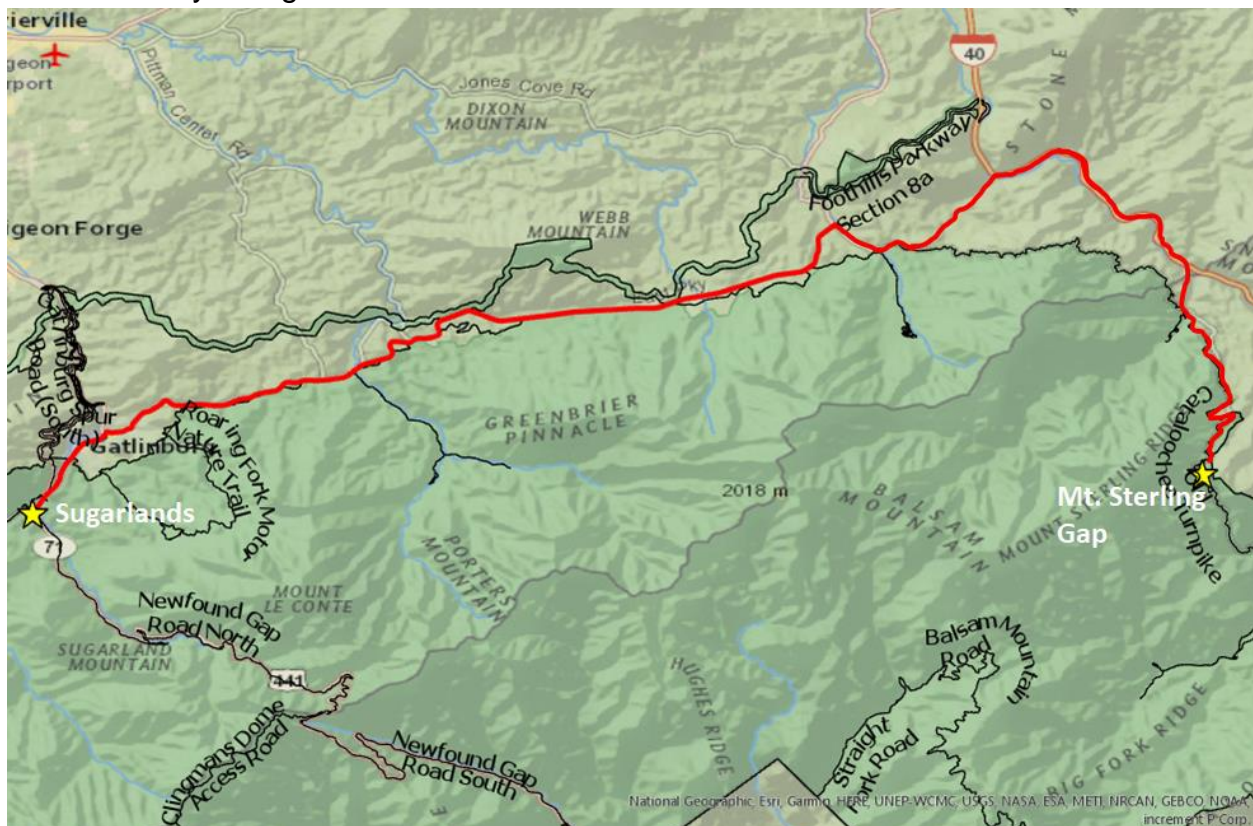 rierville
geon
rport
Pittman Center Rd
Jones Cove Rd
DIXON
MOUNTAIN
40
STONE
Foothills Parkway
Section 8a
WEBB
MOUNTAIN
igeon Forge
Road (South)
Gatlinburg
Roaring Fork Motor
Nature Trail
GREENBRIER
PINNACLE
2018 m
BALSAM
MOUNTAIN
MOUNT STERLING RIDGE
Cataloochee
Turnpike
Mt. Sterling
Gap
Sugarlands
71
PORTERS
MOUNTAIN
MOUNT
LE CONTE
Newfound Gap
Road North
SUGARLAND
MOUNTAIN
441
Clingmans Dome
Access Road
Newfound Gap
Road South
HUGHES RIDGE
Balsam Mountain
Road
Straight
Fork Road
BIG FORK RIDGE
National Geographic, Esri, Garmin, HERE, UNEP-WCMC, USGS, NASA, ESA, METI, NRCAN, GEBCO, NOAA,
increment P Corp.